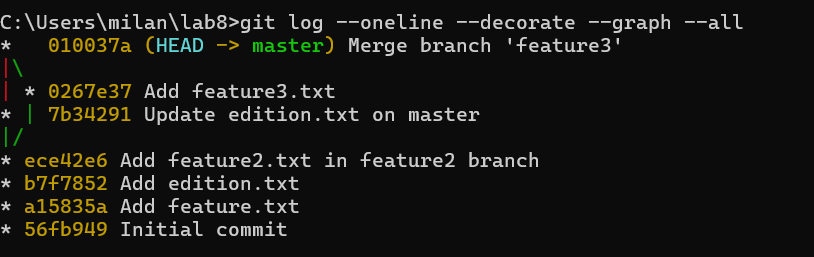 C:\Users\milan\lab8>git log --oneline --decorate --graph --all
*   010037a (HEAD -> master) Merge branch 'feature3'
|\
| * 0267e37 Add feature3.txt
* | 7b34291 Update edition.txt on master
|/
* ece42e6 Add feature2.txt in feature2 branch
* b7f7852 Add edition.txt
* a15835a Add feature.txt
* 56fb949 Initial commit